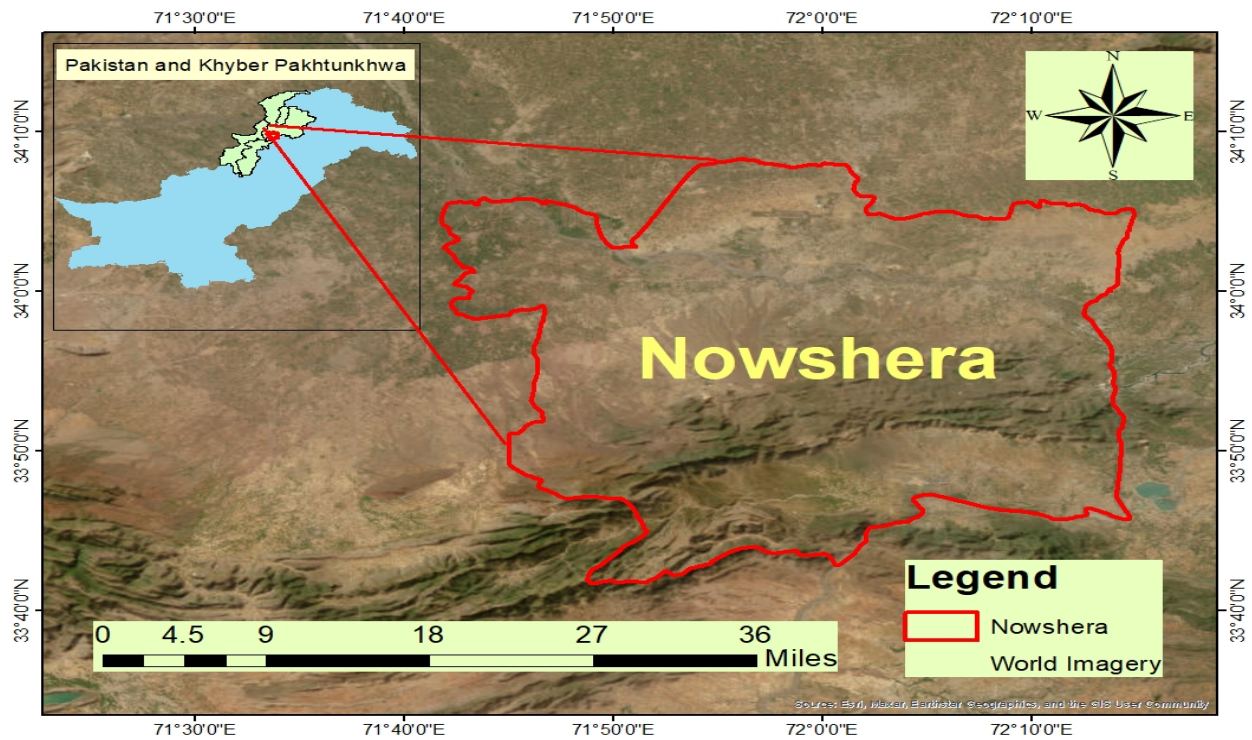 71°30'0"E 71°40'0"E 71°50'0"E 72°0'0"E 72°10'0"E
Pakistan and Khyber Pakhtunkhwa
N
W E
S
34°10'0"N 34°10'0"N
34°0'0"N 34°0'0"N
Nowshera
33°50'0"N 33°50'0"N
33°40'0"N 33°40'0"N
Legend
Nowshera
World Imagery
0 4.5 9 18 27 36
Miles
Source: Esri, Maxar, Earthstar Geographics, and the GIS User Community
71°30'0"E 71°40'0"E 71°50'0"E 72°0'0"E 72°10'0"E